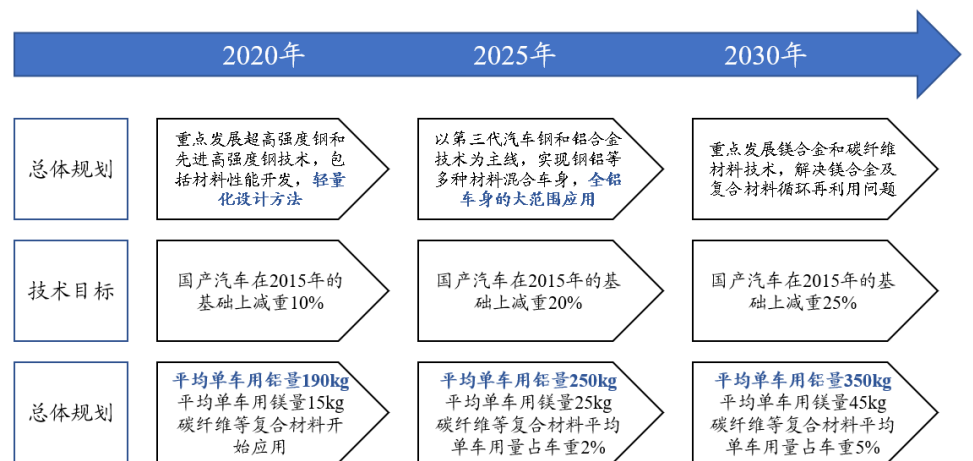 2020年
2025年
2030年
总体规划
重点发展超高强度钢和
先进高强度钢技术，包
括材料性能开发，轻量
化设计方法
以第三代汽车钢和铝合金
技术为主线，实现钢铝等
多种材料混合车身，全铝
车身的大范围应用
重点发展镁合金和碳纤维
材料技术，解决镁合金及
复合材料循环再利用问题
技术目标
国产汽车在2015年的
基础上减重10%
国产汽车在2015年的基
础上减重20%
国产汽车在2015年的基
础上减重25%
总体规划
平均单车用铝量190kg
平均单车用镁量15kg
碳纤维等复合材料开
始应用
平均单车用铝量250kg
平均单车用镁量25kg
碳纤维等复合材料平均
单车用量占车重2%
平均单车用铝量350kg
平均单车用镁量45kg
碳纤维等复合材料平均
单车用量占车重5%